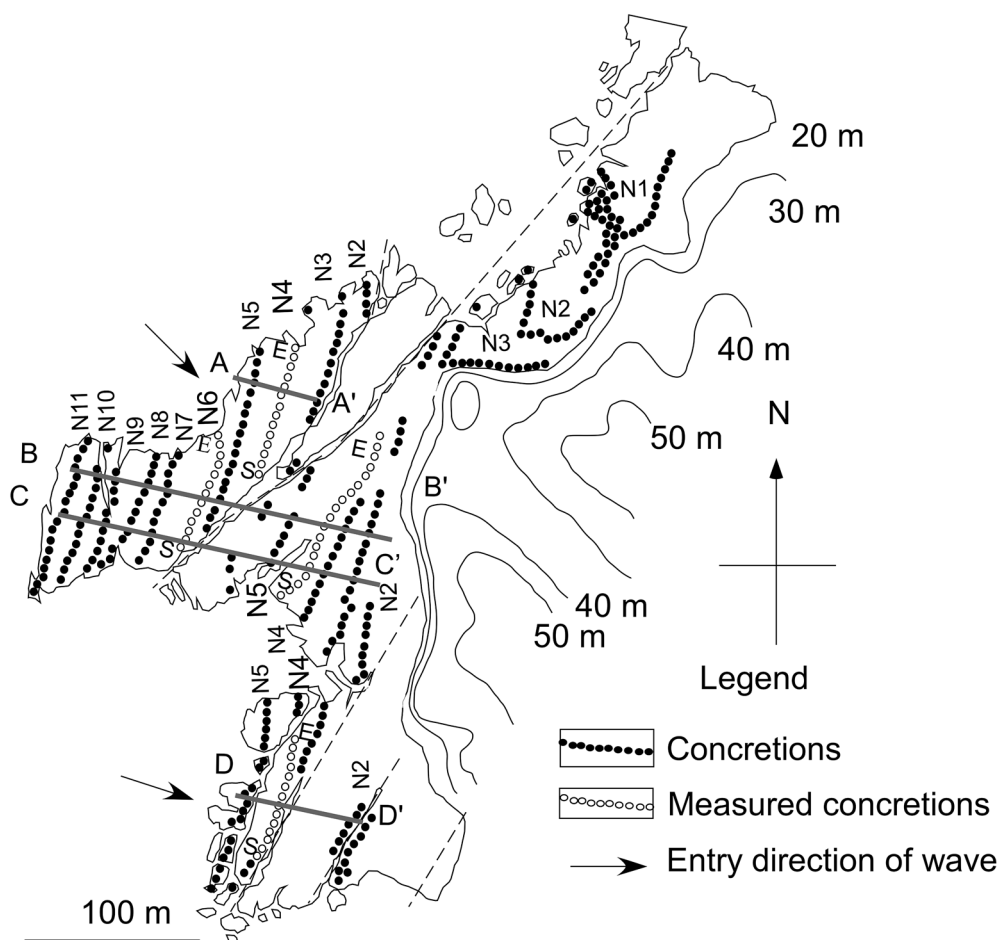 20 m
N1
30 m
N2
N3
N4
N5
N2
E
N3
A
40 m
A'
N
N6
N11
N10
N9
N8
N7
E
E
50 m
B
S
B'
C
S
C'
S
N5
N2
40 m
50 m
N4
N5
N4
Legend
E
Concretions
D
N2
Measured concretions
D'
S
Entry direction of wave
100 m